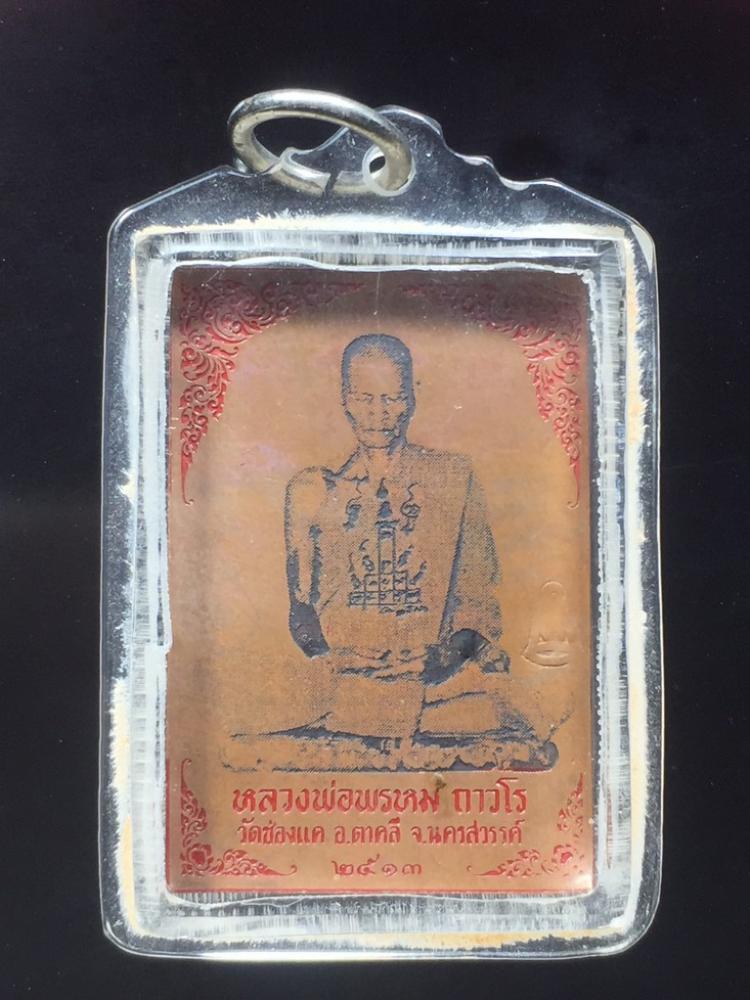 หลวงพ่อพรหม ถาวโร
วัดช่องแค อ.ตาคลี จ.นครสวรรค์
๒๕๑๓